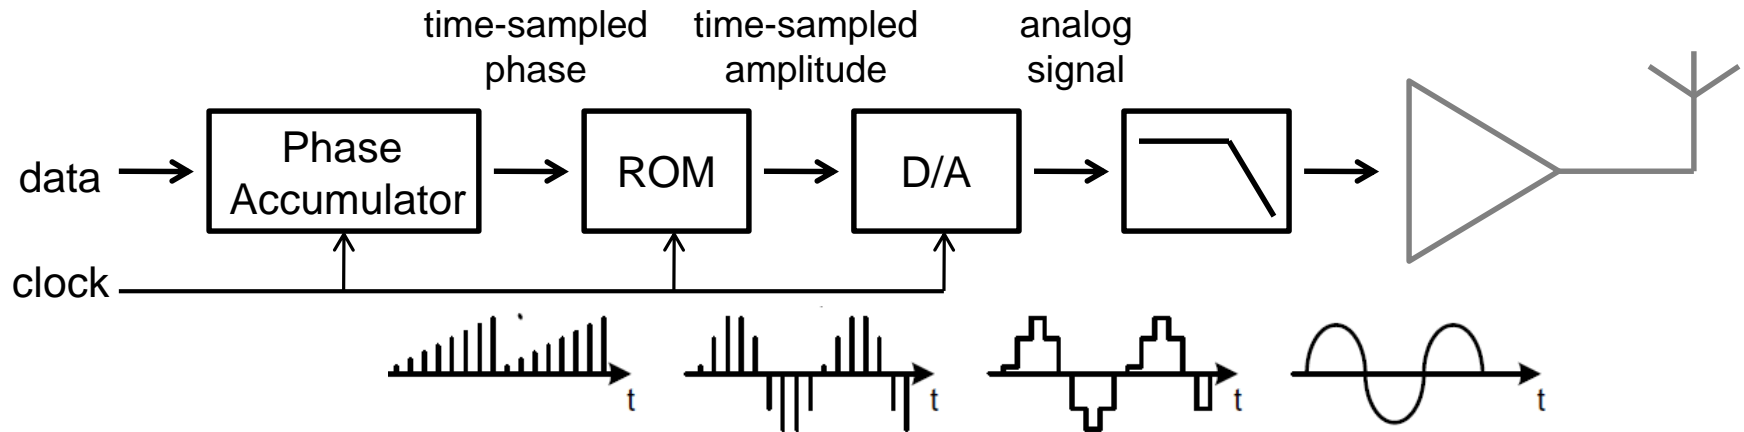 time-sampled
phase
time-sampled
amplitude
analog
signal
data
Phase
Accumulator
ROM
D/A
clock
t
t
t
t